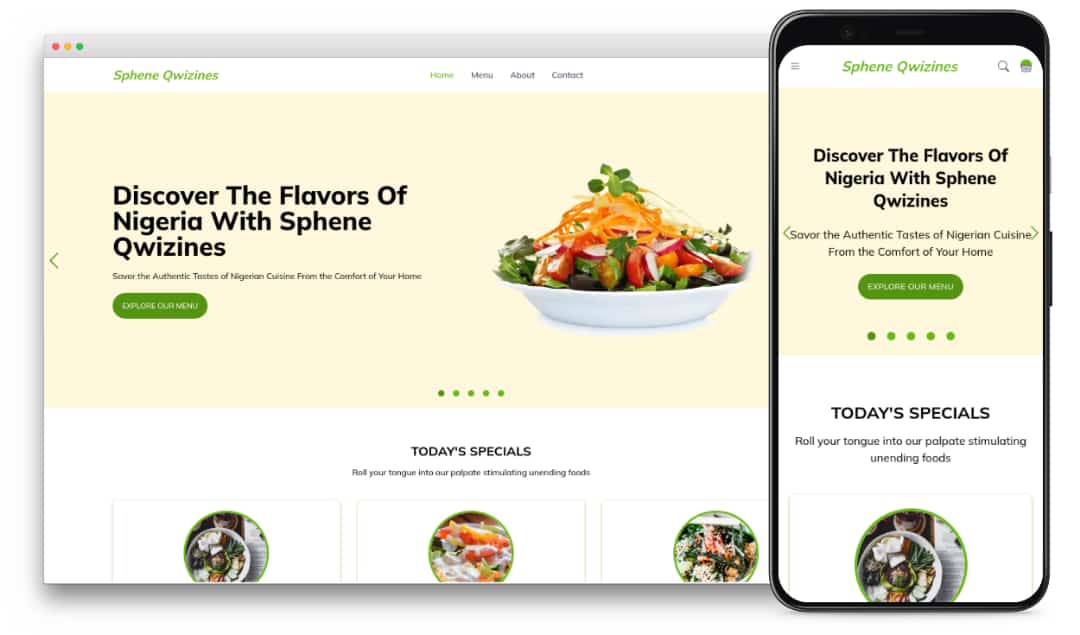 Sphene Qwizines
Home Menu About Contact
Discover The Flavors Of
Nigeria With Sphene
Qwizines
Savor the Authentic Tastes of Nigerian Cuisine From the Comfort of Your Home
EXPLORE OUR MENU
TODAY'S SPECIALS
Roll your tongue into our palpate stimulating unending foods
Sphene Qwizines
Discover The Flavors Of
Nigeria With Sphene
Qwizines
Savor the Authentic Tastes of Nigerian Cuisine
From the Comfort of Your Home
EXPLORE OUR MENU
TODAY'S SPECIALS
Roll your tongue into our palpate stimulating
unending foods